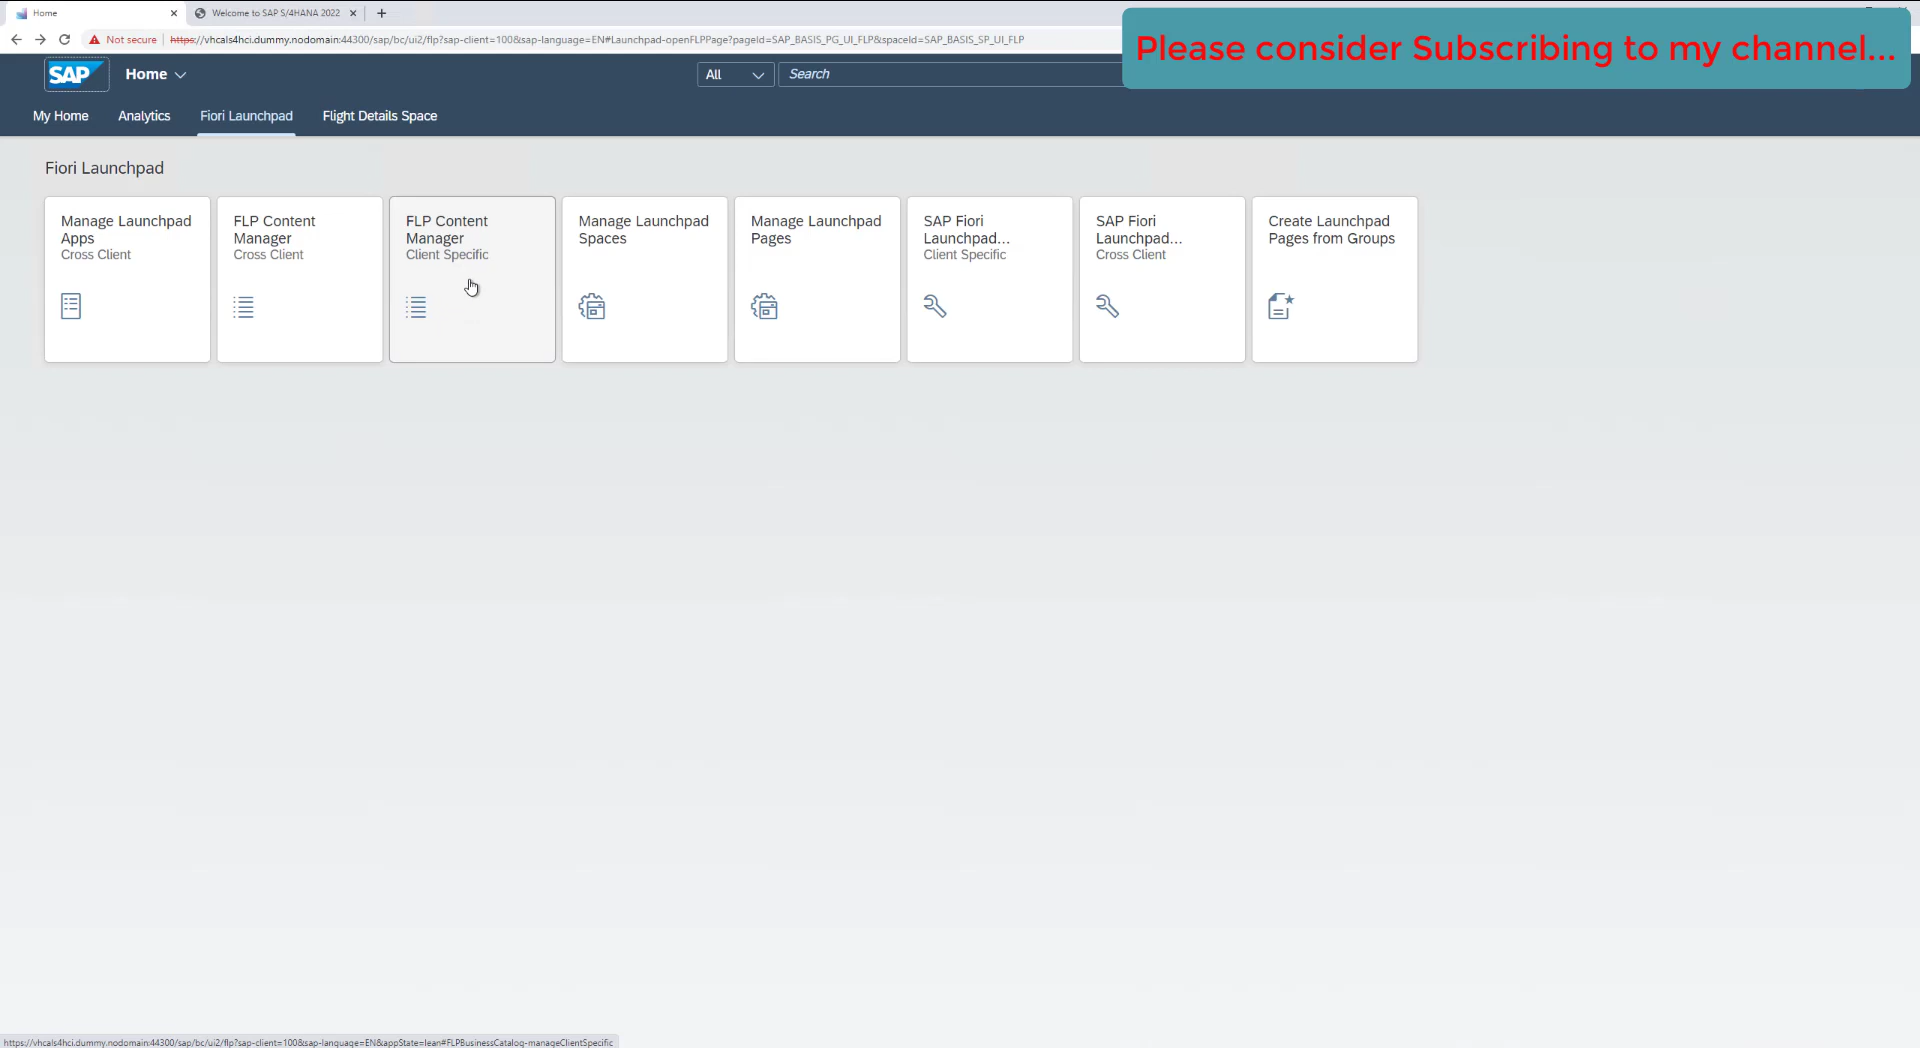 Home
Welcome to SAP S/4HANA 2022
Not secure
https://vhcals4hci.dummy.nodomain:44300/sap/bc/ui2/flp?sap-client=100&sap-language=EN#Launchpad-openFLPPage?pageId=SAP_BASIS_PG_UI_FLP&spaceId=SAP_BASIS_SP_UI_FLP
Please consider Subscribing to my channel...
SAP
Home
All
Search
My Home
Analytics
Fiori Launchpad
Flight Details Space
Fiori Launchpad
Manage Launchpad
Apps
Cross Client
FLP Content
Manager
Cross Client
FLP Content
Manager
Client Specific
Manage Launchpad
Spaces
Manage Launchpad
Pages
SAP Fiori
Launchpad...
Client Specific
SAP Fiori
Launchpad...
Cross Client
Create Launchpad
Pages from Groups
https://vhcals4hci.dummy.nodomain:44300/sap/bc/ui2/flp?sap-client=100&sap-language=EN&appState=lean#FLPBusinessCatalog-manageClientSpecific